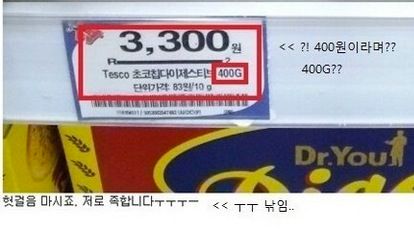 3,300원
<< ?! 400원이라며??
Tesco 초코칩다이제스티브 400G
400G??
단위가격: 83원/10 g
Dr.You
헛걸음 마시죠, 저로 족합니다ㅜㅜㅜㅡ
<< ㅜㅜ 낚임..